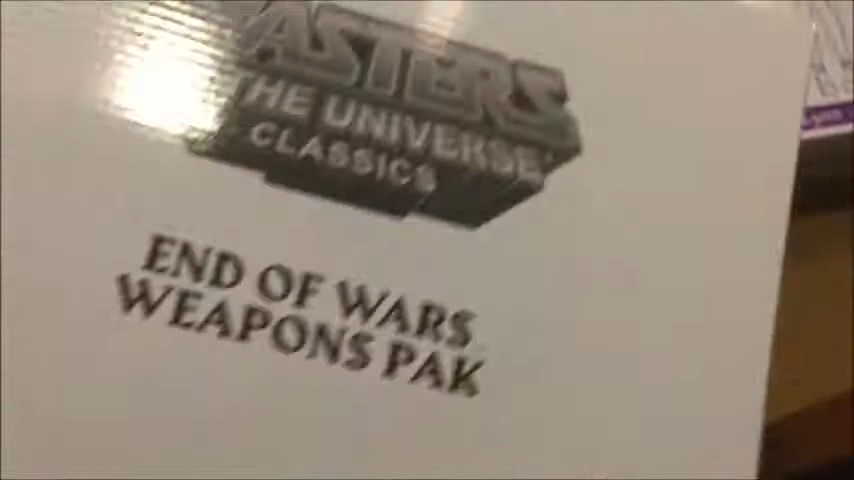 ASTERS
THE UNIVERSE
CLASSICS
END OF WARS
WEAPONS PAK